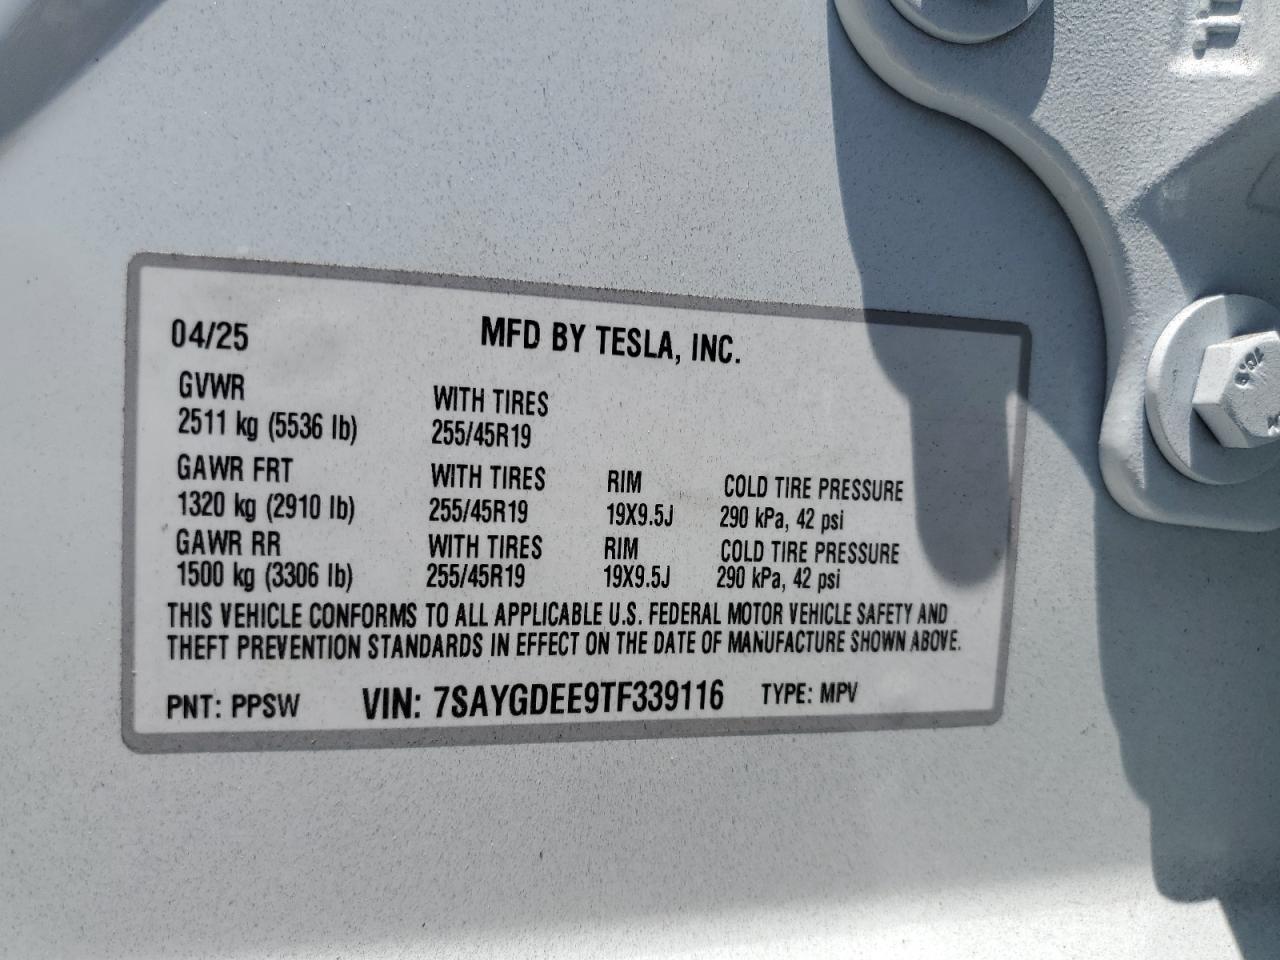 04/25 MFD BY TESLA, INC.
GVWR WITH TIRES
2511 kg (5536 lb) 255/45R19
GAWR FRT WITH TIRES RIM COLD TIRE PRESSURE
1320 kg (2910 lb) 255/45R19 19X9.5J 290 kPa, 42 psi
GAWR RR WITH TIRES RIM COLD TIRE PRESSURE
1500 kg (3306 lb) 255/45R19 19X9.5J 290 kPa, 42 psi
THIS VEHICLE CONFORMS TO ALL APPLICABLE U.S. FEDERAL MOTOR VEHICLE SAFETY AND
THEFT PREVENTION STANDARDS IN EFFECT ON THE DATE OF MANUFACTURE SHOWN ABOVE.
PNT: PPSW VIN: 7SAYGDEE9TF339116 TYPE: MPV